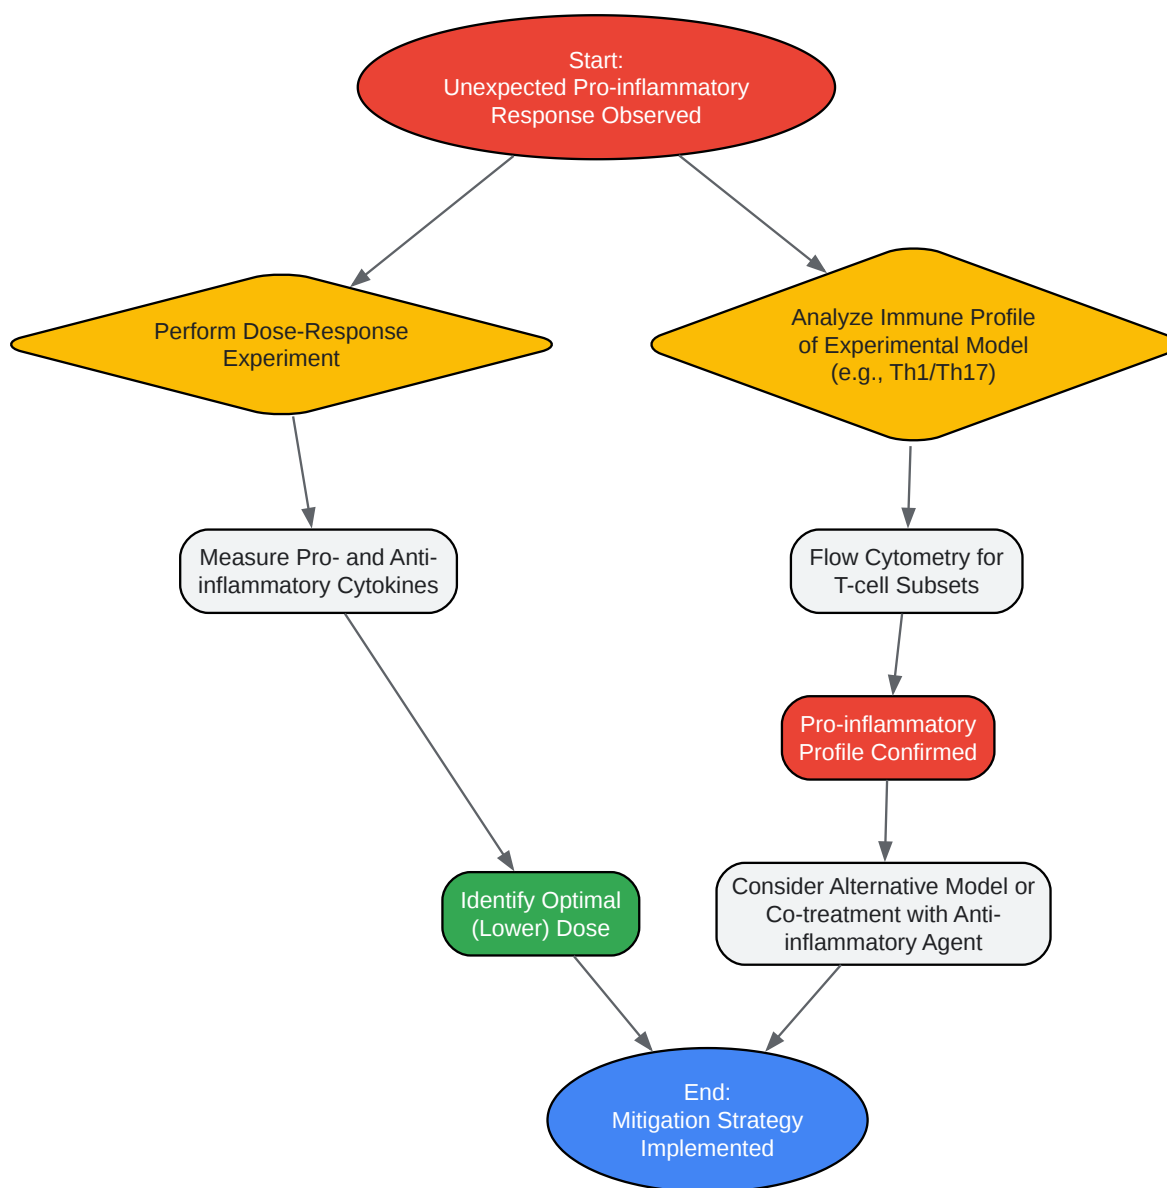 Start:
Unexpected Pro-inflammatory
Response Observed
Perform Dose-Response
Experiment
Analyze Immune Profile
of Experimental Model
(e.g., Th1/Th17)
Measure Pro- and Anti-
inflammatory Cytokines
Flow Cytometry for
T-cell Subsets
Pro-inflammatory
Profile Confirmed
Identify Optimal
(Lower) Dose
Consider Alternative Model or
Co-treatment with Anti-
inflammatory Agent
End:
Mitigation Strategy
Implemented